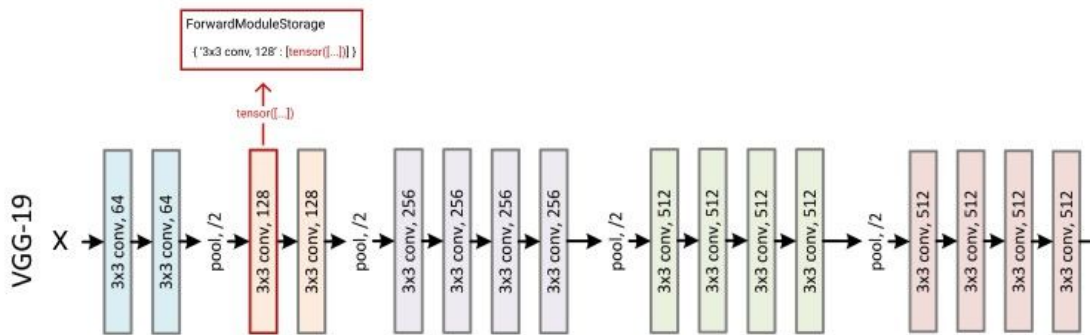 ForwardModuleStorage
{ '3x3 conv, 128' : [tensor([...])] }
tensor([...])
VGG-19
X
3x3 conv, 64
3x3 conv, 64
pool, /2
3x3 conv, 128
3x3 conv, 128
pool, /2
3x3 conv, 256
3x3 conv, 256
3x3 conv, 256
3x3 conv, 256
pool, /2
3x3 conv, 512
3x3 conv, 512
3x3 conv, 512
3x3 conv, 512
pool, /2
3x3 conv, 512
3x3 conv, 512
3x3 conv, 512
3x3 conv, 512